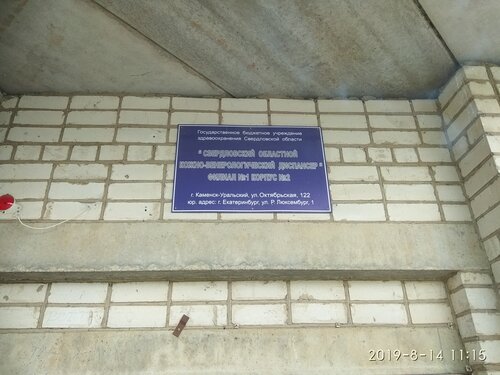 Государственное бюджетное учреждение
здравоохранения Свердловской области
" СВЕРДЛОВСКИЙ ОБЛАСТНОЙ
КОЖНО-ВЕНЕРОЛОГИЧЕСКИЙ ДИСПАНСЕР "
ФИЛИАЛ №1 КОРПУС №2
г. Каменск-Уральский, ул. Октябрьская, 122
юр. адрес: г. Екатеринбург, ул. Р. Люксембург, 1
2019-8-14 11:15